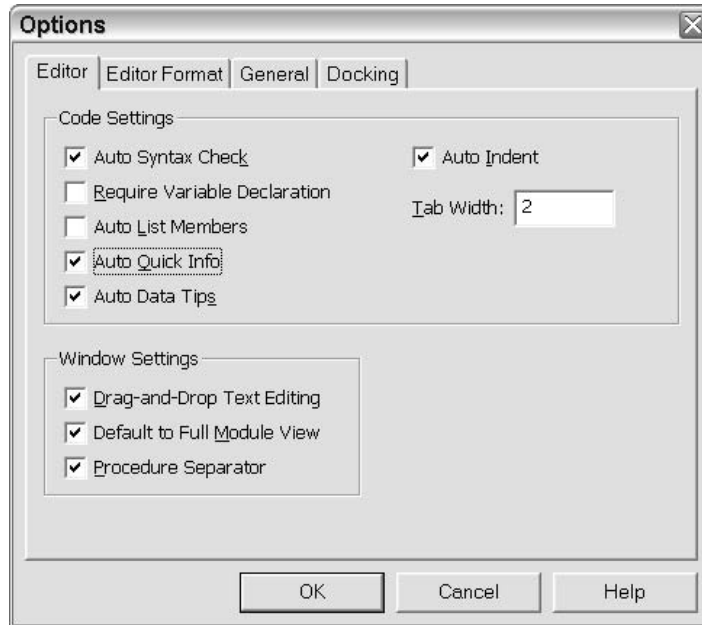 Options
Editor Editor Format General Docking
Code Settings
Auto Syntax Check
Auto Indent
Require Variable Declaration
Tab Width: 2
Auto List Members
Auto Quick Info
Auto Data Tips
Window Settings
Drag-and-Drop Text Editing
Default to Full Module View
Procedure Separator
OK Cancel Help